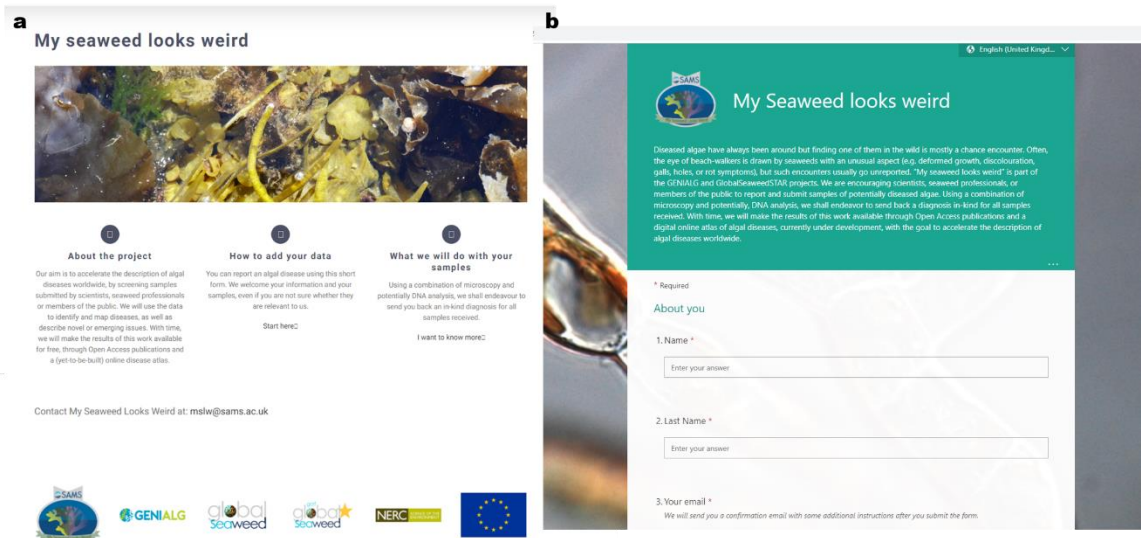 a
My seaweed looks weird
About the project
Our aim is to accelerate the description of algal
diseases worldwide, by screening samples
submitted by scientists, seaweed professionals
or members of the public. We will use the data
to identify and map diseases, as well as
describe novel or emerging issues. With time,
we will make the results of this work available
for free, through Open Access publications and
a (yet-to-be-built) online disease atlas.
How to add your data
You can report an algal disease using this short
form. We welcome your information and your
samples, even if you are not sure whether they
are relevant to us.
Start here
What we will do with your
samples
Using a combination of microscopy and
potentially DNA analysis, we shall endeavour to
send you back an in-kind diagnosis for all
samples received.
I want to know more
Contact My Seaweed Looks Weird at: mslw@sams.ac.uk
SAMS
GENIALG
global
Seaweed
global
Seaweed
NERC
b
English (United Kingd...
SAMS
My Seaweed looks weird
Diseased algae have always been around but finding one of them in the wild is mostly a chance encounter. Often,
the eye of beach-walkers is drawn by seaweeds with an unusual aspect (e.g. deformed growth, discolouration,
galls, holes, or rot symptoms), but such encounters usually go unreported. "My seaweed looks weird" is part of
the GENIALG and GlobalSeaweedSTAR projects. We are encouraging scientists, seaweed professionals, or
members of the public to report and submit samples of potentially diseased algae. Using a combination of
microscopy and potentially, DNA analysis, we shall endeavor to send back a diagnosis in-kind for all samples
received. With time, we will make the results of this work available through Open Access publications and a
digital online atlas of algal diseases, currently under development, with the goal to accelerate the description of
algal diseases worldwide.
...
* Required
About you
1. Name *
Enter your answer
2. Last Name *
Enter your answer
3. Your email *
We will send you a confirmation email with some additional instructions after you submit the form.